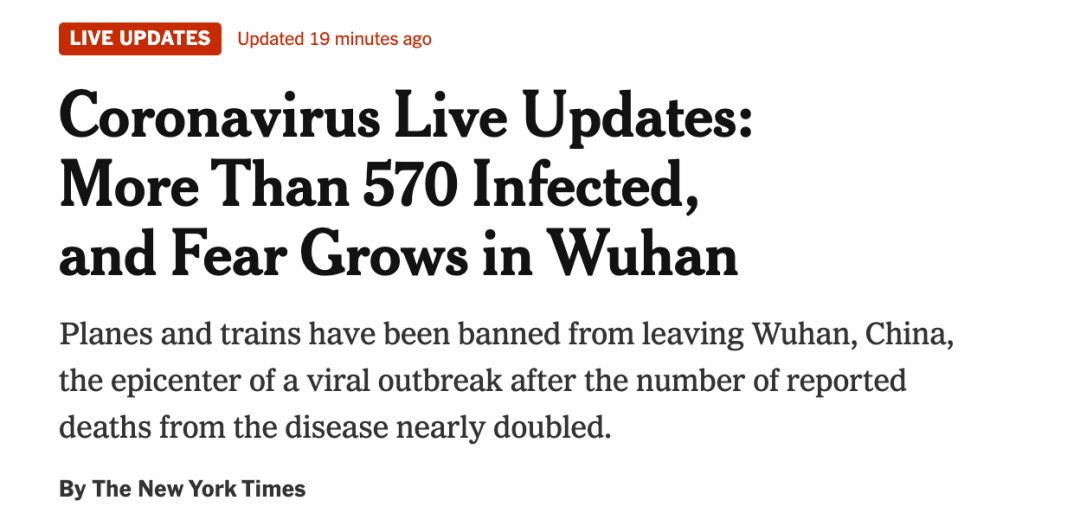 LIVE UPDATES Updated 19 minutes ago
Coronavirus Live Updates:
More Than 570 Infected,
and Fear Grows in Wuhan
Planes and trains have been banned from leaving Wuhan, China,
the epicenter of a viral outbreak after the number of reported
deaths from the disease nearly doubled.
By The New York Times